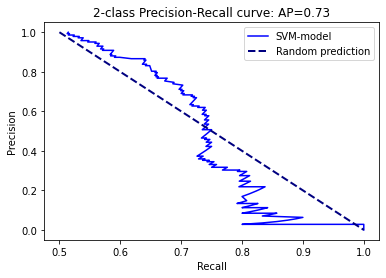 2-class Precision-Recall curve: AP=0.73
SVM-model
Random prediction
Precision
1.0
0.8
0.6
0.4
0.2
0.0
0.5 0.6 0.7 0.8 0.9 1.0
Recall